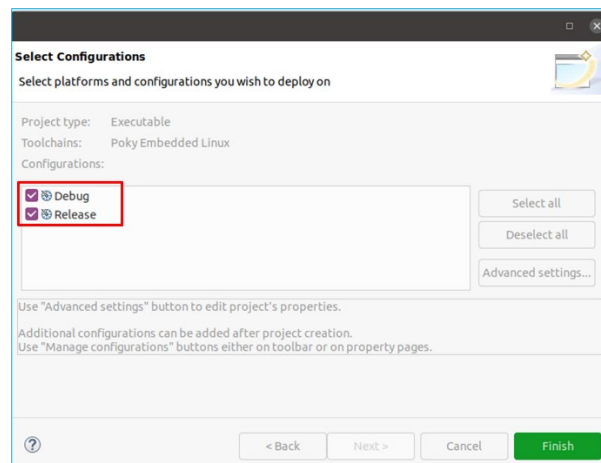 Select Configurations
Select platforms and configurations you wish to deploy on
Project type: Executable
Toolchains: Poky Embedded Linux
Configurations:
Debug
Release
Select all
Deselect all
Advanced settings...
Use "Advanced settings" button to edit project's properties.
Additional configurations can be added after project creation.
Use "Manage configurations" buttons either on toolbar or on property pages.
?
< Back
Next >
Cancel
Finish